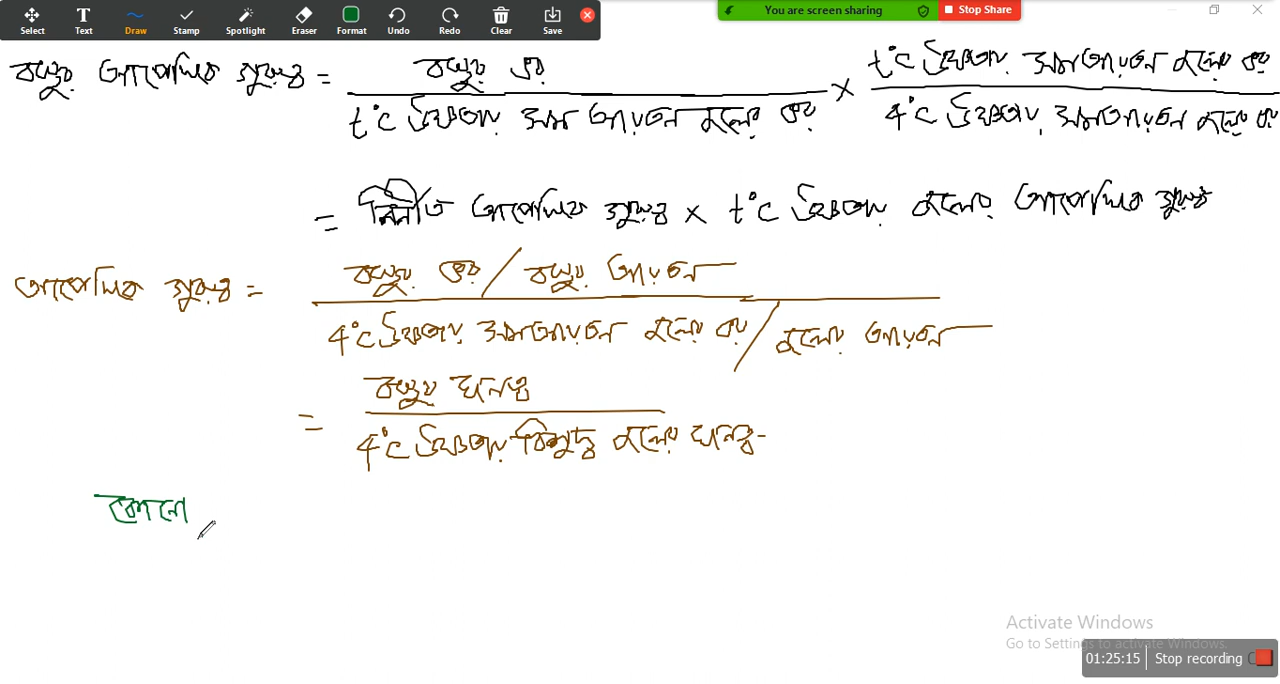 Select Text Draw Stamp Spotlight Eraser Format Undo Redo Clear Save
You are screen sharing Stop Share
বস্তুর আপেক্ষিক গুরুত্ব = বস্তুর ভর / t°C উষ্ণতায় সম আয়তন জলের ভর × t°C উষ্ণতায় সমআয়তন জলের ভর / 4°C উষ্ণতায় সমআয়তন জলের ভর
= নির্ণীত আপেক্ষিক গুরুত্ব × t°C উষ্ণতায় জলের আপেক্ষিক গুরুত্ব
আপেক্ষিক গুরুত্ব = বস্তুর ভর / বস্তুর আয়তন
4°C উষ্ণতায় সমআয়তন জলের ভর / জলের আয়তন
= বস্তুর ঘনত্ব
4°C উষ্ণতায় বিশুদ্ধ জলের ঘনত্ব
কোনো
Activate Windows
Go to Settings to activate Windows.
01:25:15 Stop recording